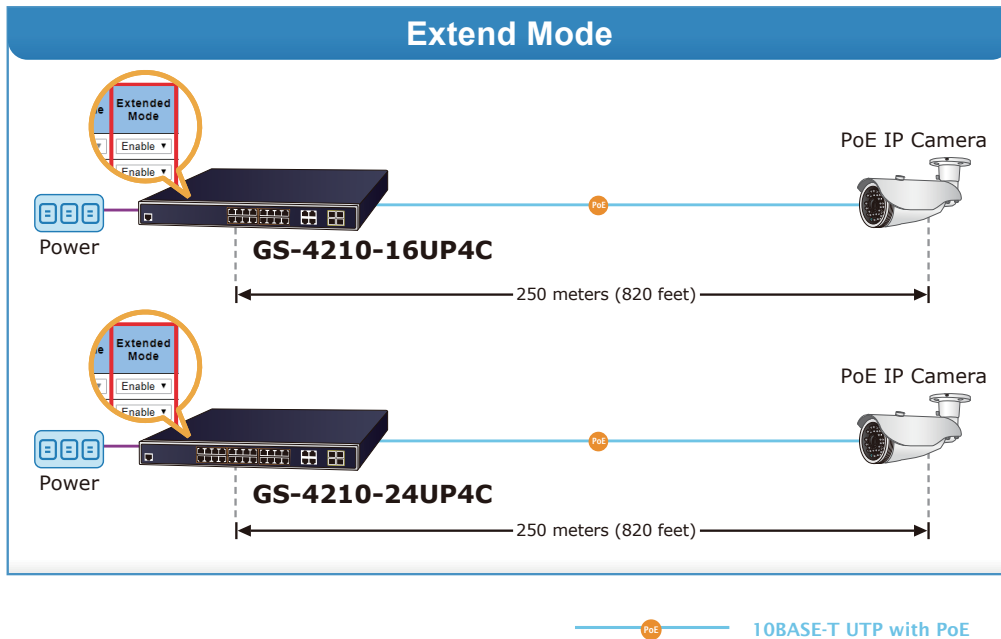 Extend Mode
e
Extended
Mode
Enable
Enable
Power
GS-4210-16UP4C
PoE
PoE IP Camera
250 meters (820 feet)
e
Extended
Mode
Enable
Enable
Power
GS-4210-24UP4C
PoE
PoE IP Camera
250 meters (820 feet)
PoE
10BASE-T UTP with PoE